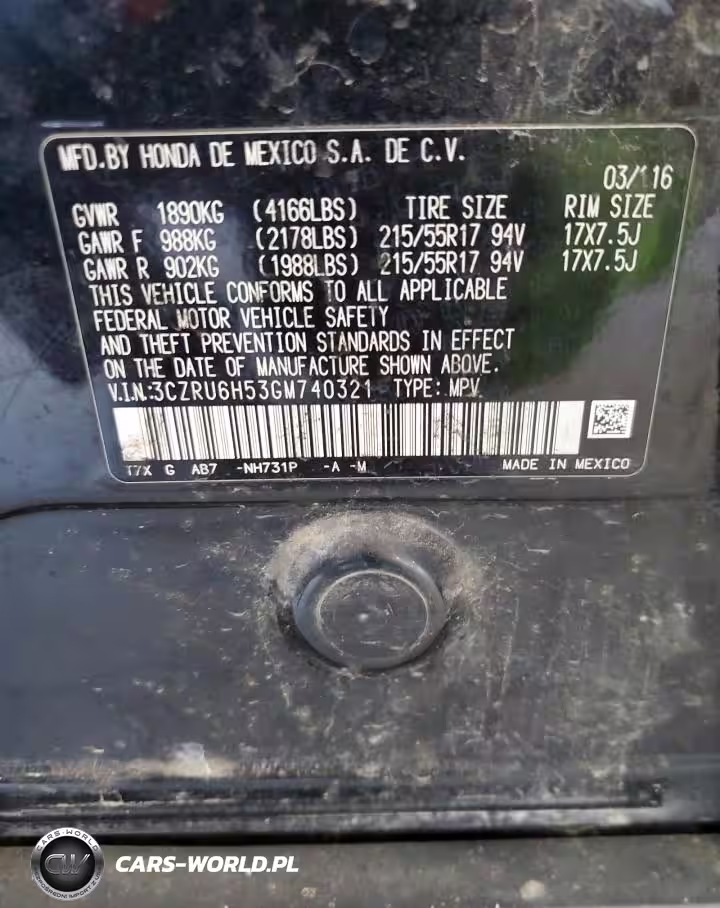 MFD.BY HONDA DE MEXICO S.A. DE C.V.
03/16
GVWR 1890KG (4166LBS) TIRE SIZE RIM SIZE
GAWR F 988KG (2178LBS) 215/55R17 94V 17X7.5J
GAWR R 902KG (1988LBS) 215/55R17 94V 17X7.5J
THIS VEHICLE CONFORMS TO ALL APPLICABLE
FEDERAL MOTOR VEHICLE SAFETY
AND THEFT PREVENTION STANDARDS IN EFFECT
ON THE DATE OF MANUFACTURE SHOWN ABOVE.
V.I.N.:3CZRU6H53GM740321 TYPE: MPV
T7X G AB7 -NH731P -A -M MADE IN MEXICO
CARS-WORLD
CW
CARS-WORLD.PL